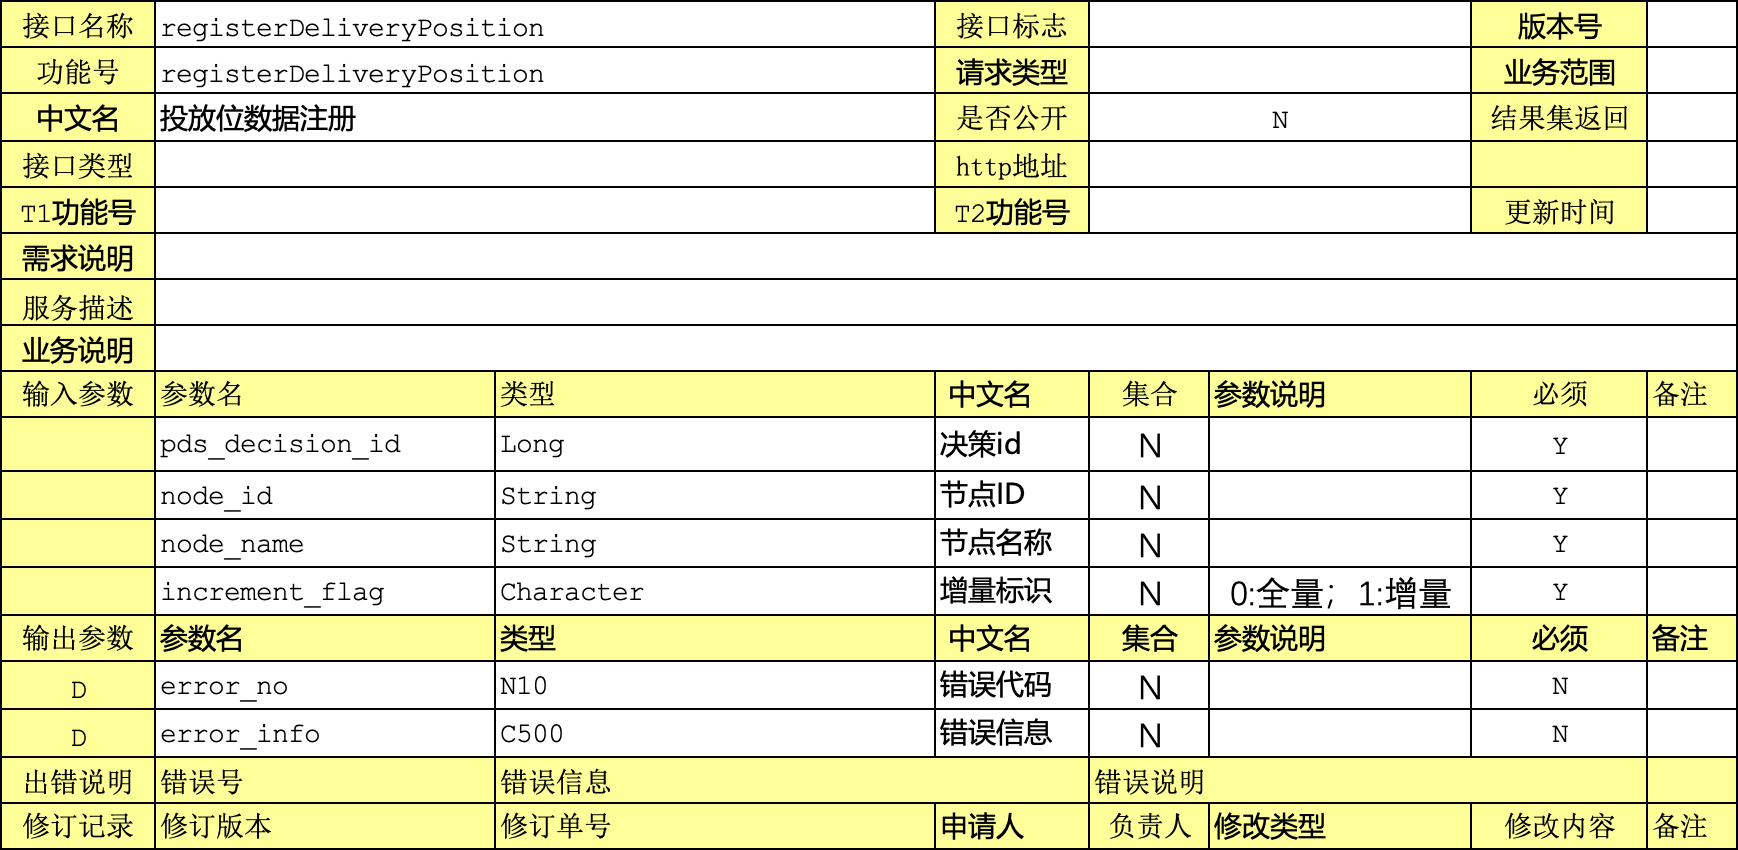 接口名称 registerDeliveryPosition 接口标志 版本号
功能号 registerDeliveryPosition 请求类型 业务范围
中文名 投放位数据注册 是否公开 N 结果集返回
接口类型 http地址
T1功能号 T2功能号 更新时间
需求说明
服务描述
业务说明
输入参数 参数名 类型 中文名 集合 参数说明 必须 备注
pds_decision_id Long 决策id N Y
node_id String 节点ID N Y
node_name String 节点名称 N Y
increment_flag Character 增量标识 N 0:全量；1:增量 Y
输出参数 参数名 类型 中文名 集合 参数说明 必须 备注
D error_no N10 错误代码 N N
D error_info C500 错误信息 N N
出错说明 错误号 错误信息 错误说明
修订记录 修订版本 修订单号 申请人 负责人 修改类型 修改内容 备注